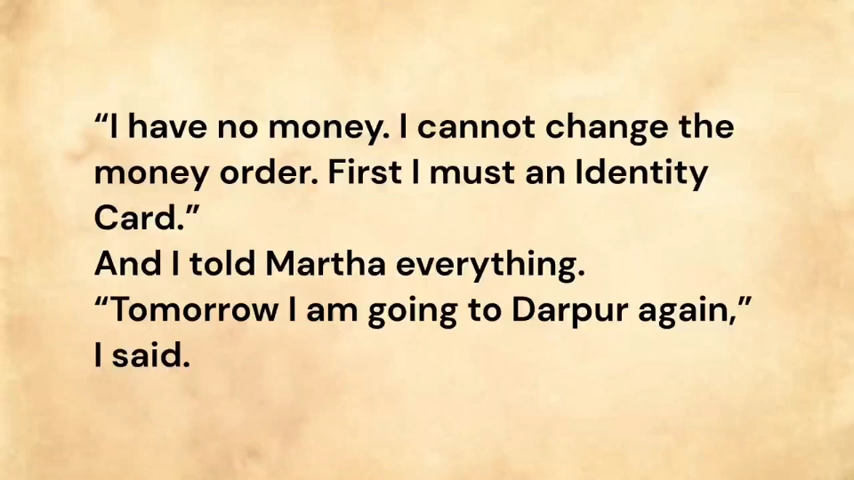 “I have no money. I cannot change the
money order. First I must an Identity
Card.”
And I told Martha everything.
“Tomorrow I am going to Darpur again,”
I said.